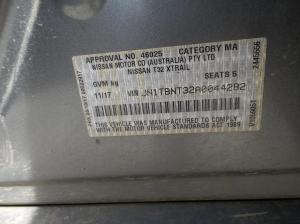 APPROVAL No. 46025 CATEGORY MA
NISSAN MOTOR CO (AUSTRALIA) PTY LTD
NISSAN T32 XTRAIL
GVM kg SEATS 5
11/17 VIN JN1TBNT32A0044292
THIS VEHICLE WAS MANUFACTURED TO COMPLY
WITH THE MOTOR VEHICLE STANDARDS ACT 1989